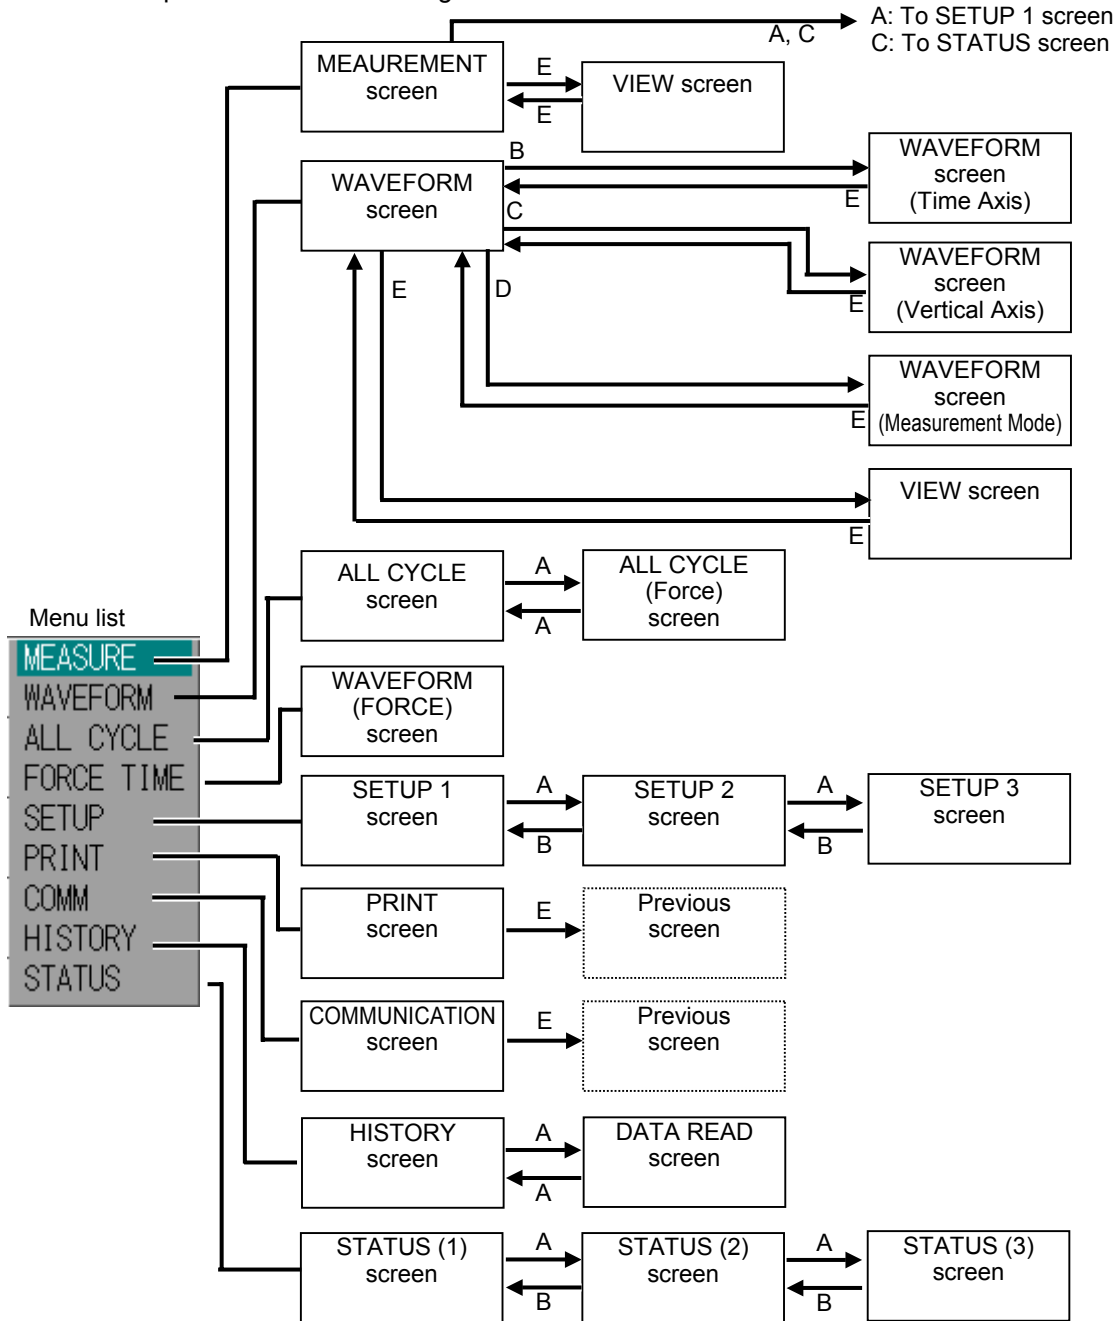 A, C
A: To SETUP 1 screen
C: To STATUS screen
MEAUREMENT
screen
E
E
VIEW screen
WAVEFORM
screen
B
E
WAVEFORM
screen
(Time Axis)
C
E
WAVEFORM
screen
(Vertical Axis)
E
D
WAVEFORM
screen
(Measurement Mode)
E
VIEW screen
E
ALL CYCLE
screen
A
A
ALL CYCLE
(Force)
screen
Menu list
MEASURE
WAVEFORM
ALL CYCLE
FORCE TIME
SETUP
PRINT
COMM
HISTORY
STATUS
WAVEFORM
(FORCE)
screen
SETUP 1
screen
A
B
SETUP 2
screen
A
B
SETUP 3
screen
PRINT
screen
E
Previous
screen
COMMUNICATION
screen
E
Previous
screen
HISTORY
screen
A
A
DATA READ
screen
STATUS (1)
screen
A
B
STATUS (2)
screen
A
B
STATUS (3)
screen